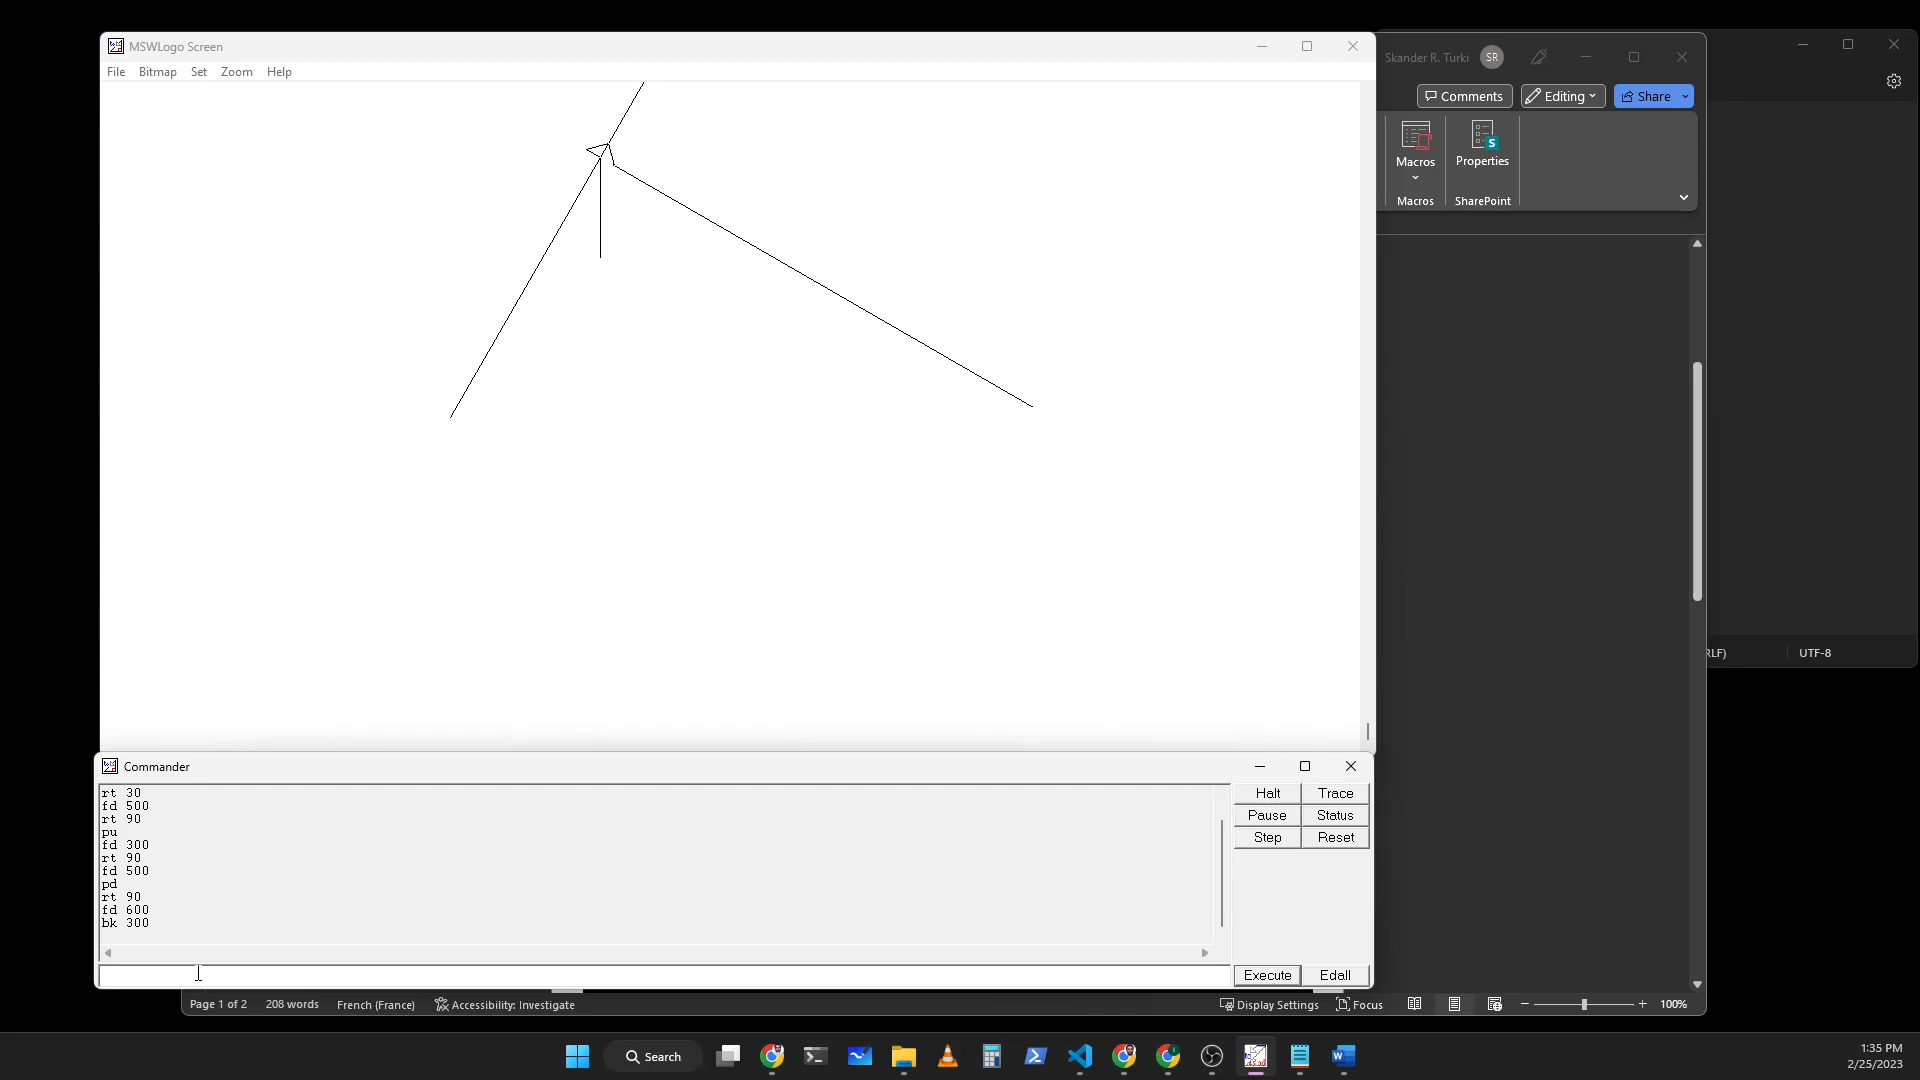 MSWLogo Screen
File Bitmap Set Zoom Help
Skander R. Turki SR
Comments Editing Share
Macros Properties
Macros SharePoint
RLF) UTF-8
Commander
rt 30
fd 500
rt 90
pu
fd 300
rt 90
fd 500
pd
rt 90
fd 600
bk 300
Halt Trace
Pause Status
Step Reset
Execute Edall
Page 1 of 2 208 words French (France) Accessibility: Investigate Display Settings Focus 100%
Search
1:35 PM
2/25/2023